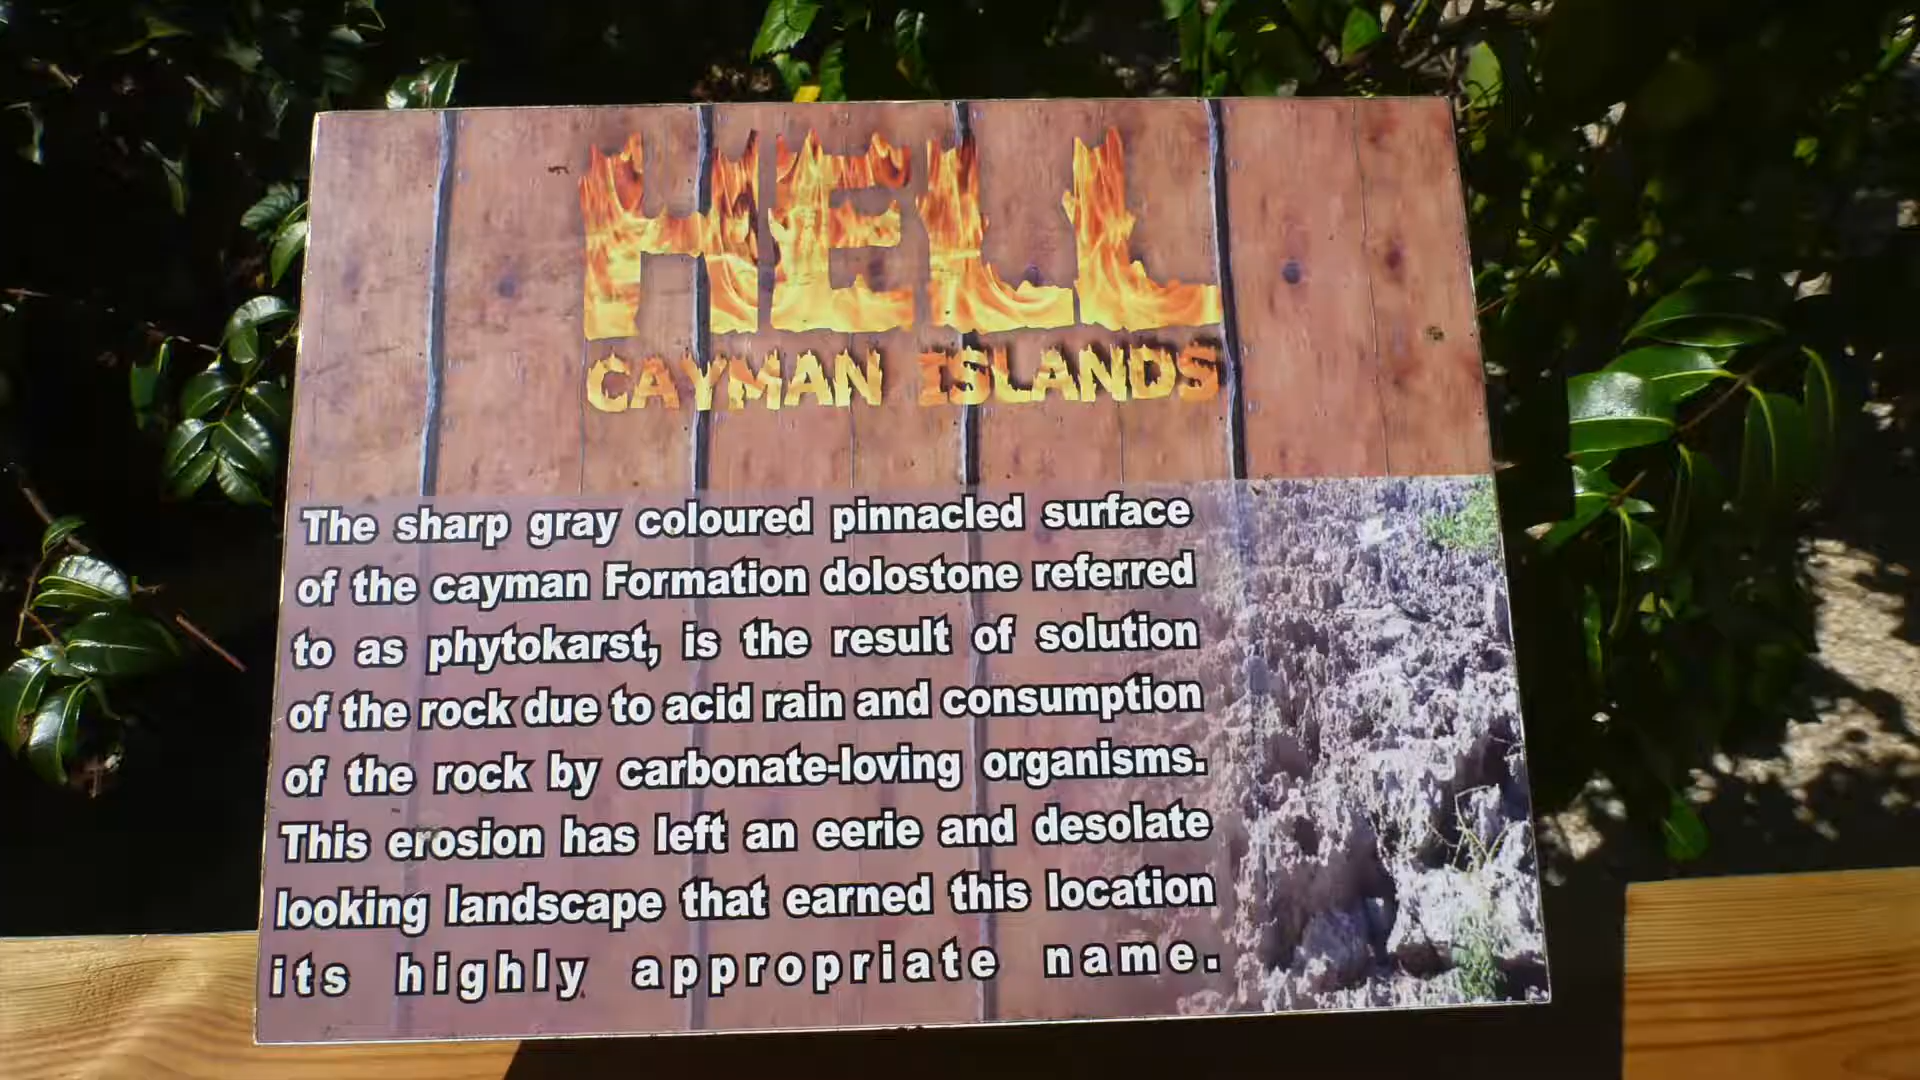 HELL
CAYMAN ISLANDS
The sharp gray coloured pinnacled surface
of the cayman Formation dolostone referred
to as phytokarst, is the result of solution
of the rock due to acid rain and consumption
of the rock by carbonate-loving organisms.
This erosion has left an eerie and desolate
looking landscape that earned this location
its highly appropriate name.